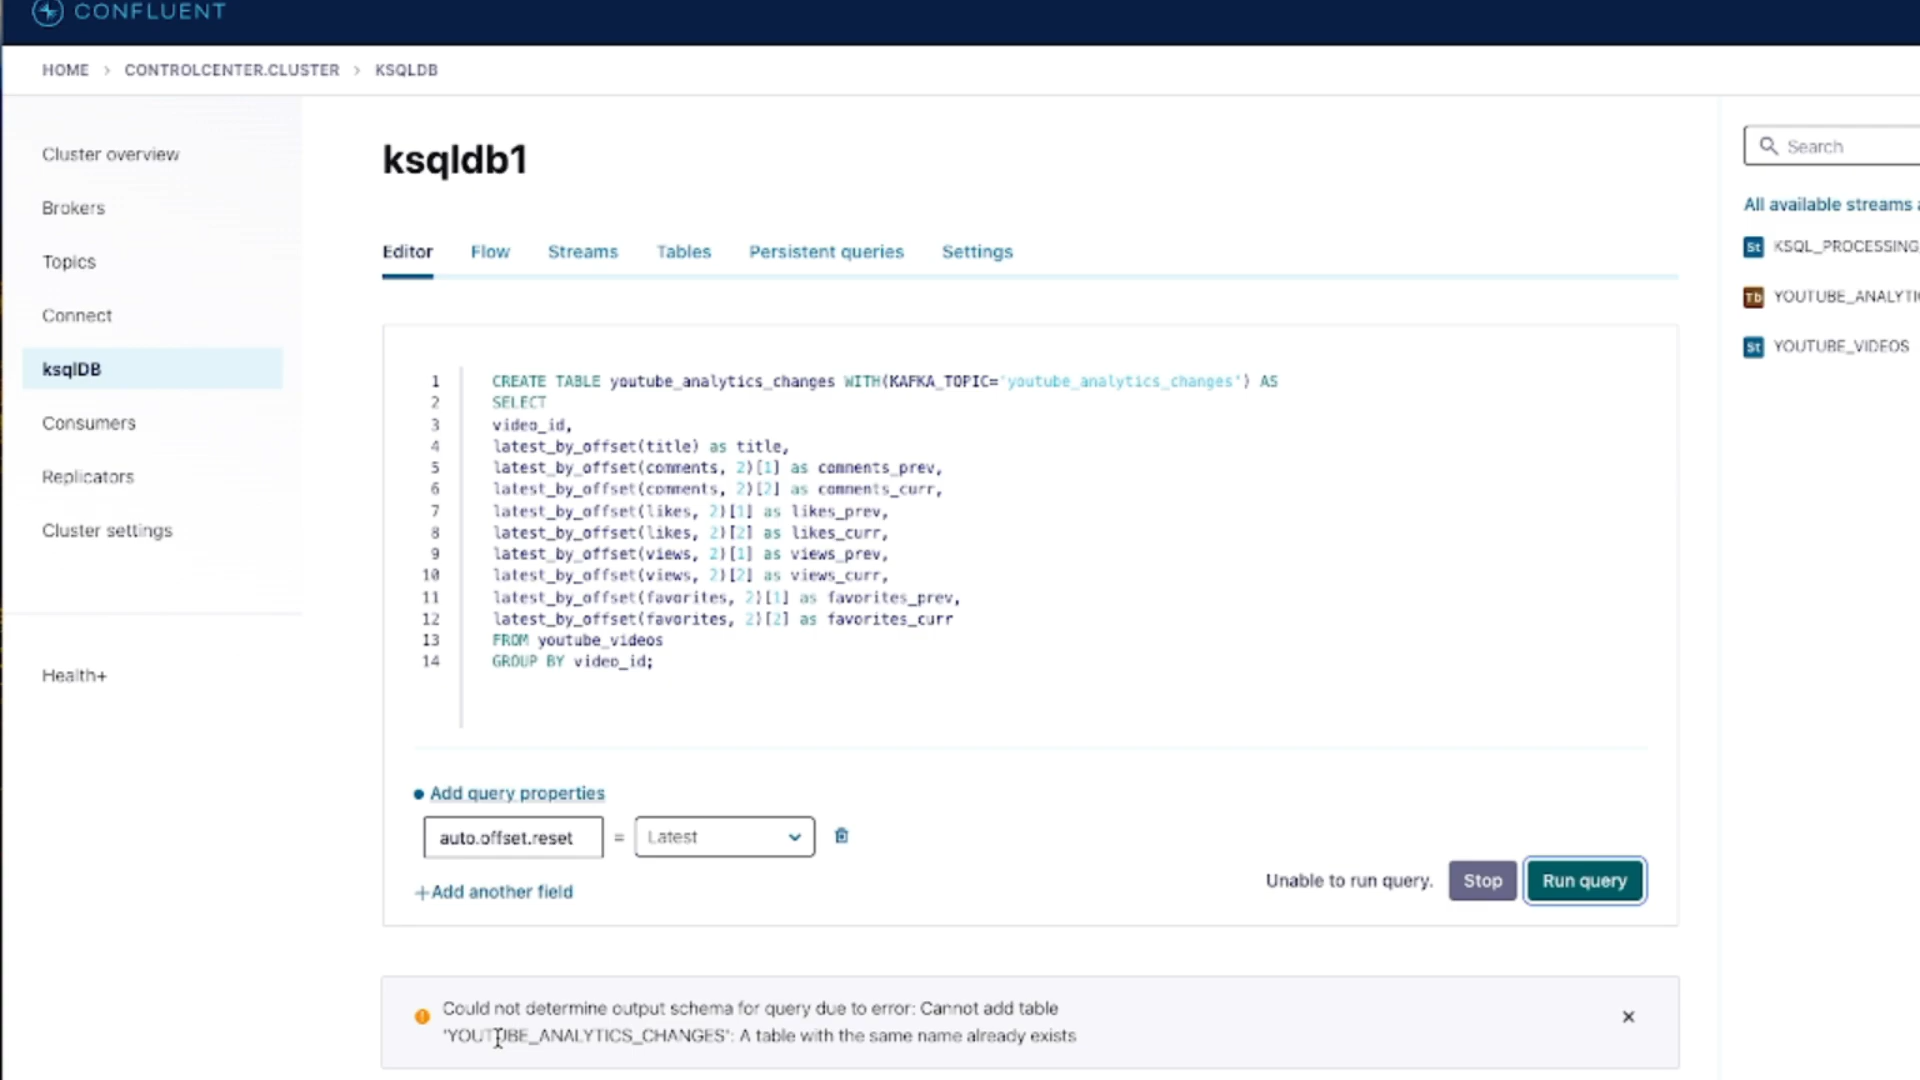 CONFLUENT
HOME > CONTROLCENTER.CLUSTER > KSQLDB
Cluster overview
Brokers
Topics
Connect
ksqlDB
Consumers
Replicators
Cluster settings
Health+
ksqldb1
Editor Flow Streams Tables Persistent queries Settings
1 CREATE TABLE youtube_analytics_changes WITH(KAFKA_TOPIC='youtube_analytics_changes') AS
2 SELECT
3 video_id,
4 latest_by_offset(title) as title,
5 latest_by_offset(comments, 2)[1] as comments_prev,
6 latest_by_offset(comments, 2)[2] as comments_curr,
7 latest_by_offset(likes, 2)[1] as likes_prev,
8 latest_by_offset(likes, 2)[2] as likes_curr,
9 latest_by_offset(views, 2)[1] as views_prev,
10 latest_by_offset(views, 2)[2] as views_curr,
11 latest_by_offset(favorites, 2)[1] as favorites_prev,
12 latest_by_offset(favorites, 2)[2] as favorites_curr
13 FROM youtube_videos
14 GROUP BY video_id;
Add query properties
auto.offset.reset = Latest
+Add another field
Unable to run query. Stop Run query
Could not determine output schema for query due to error: Cannot add table
'YOUTUBE_ANALYTICS_CHANGES': A table with the same name already exists
Search
All available streams
St KSQL_PROCESSING_
Tb YOUTUBE_ANALYTI
St YOUTUBE_VIDEOS